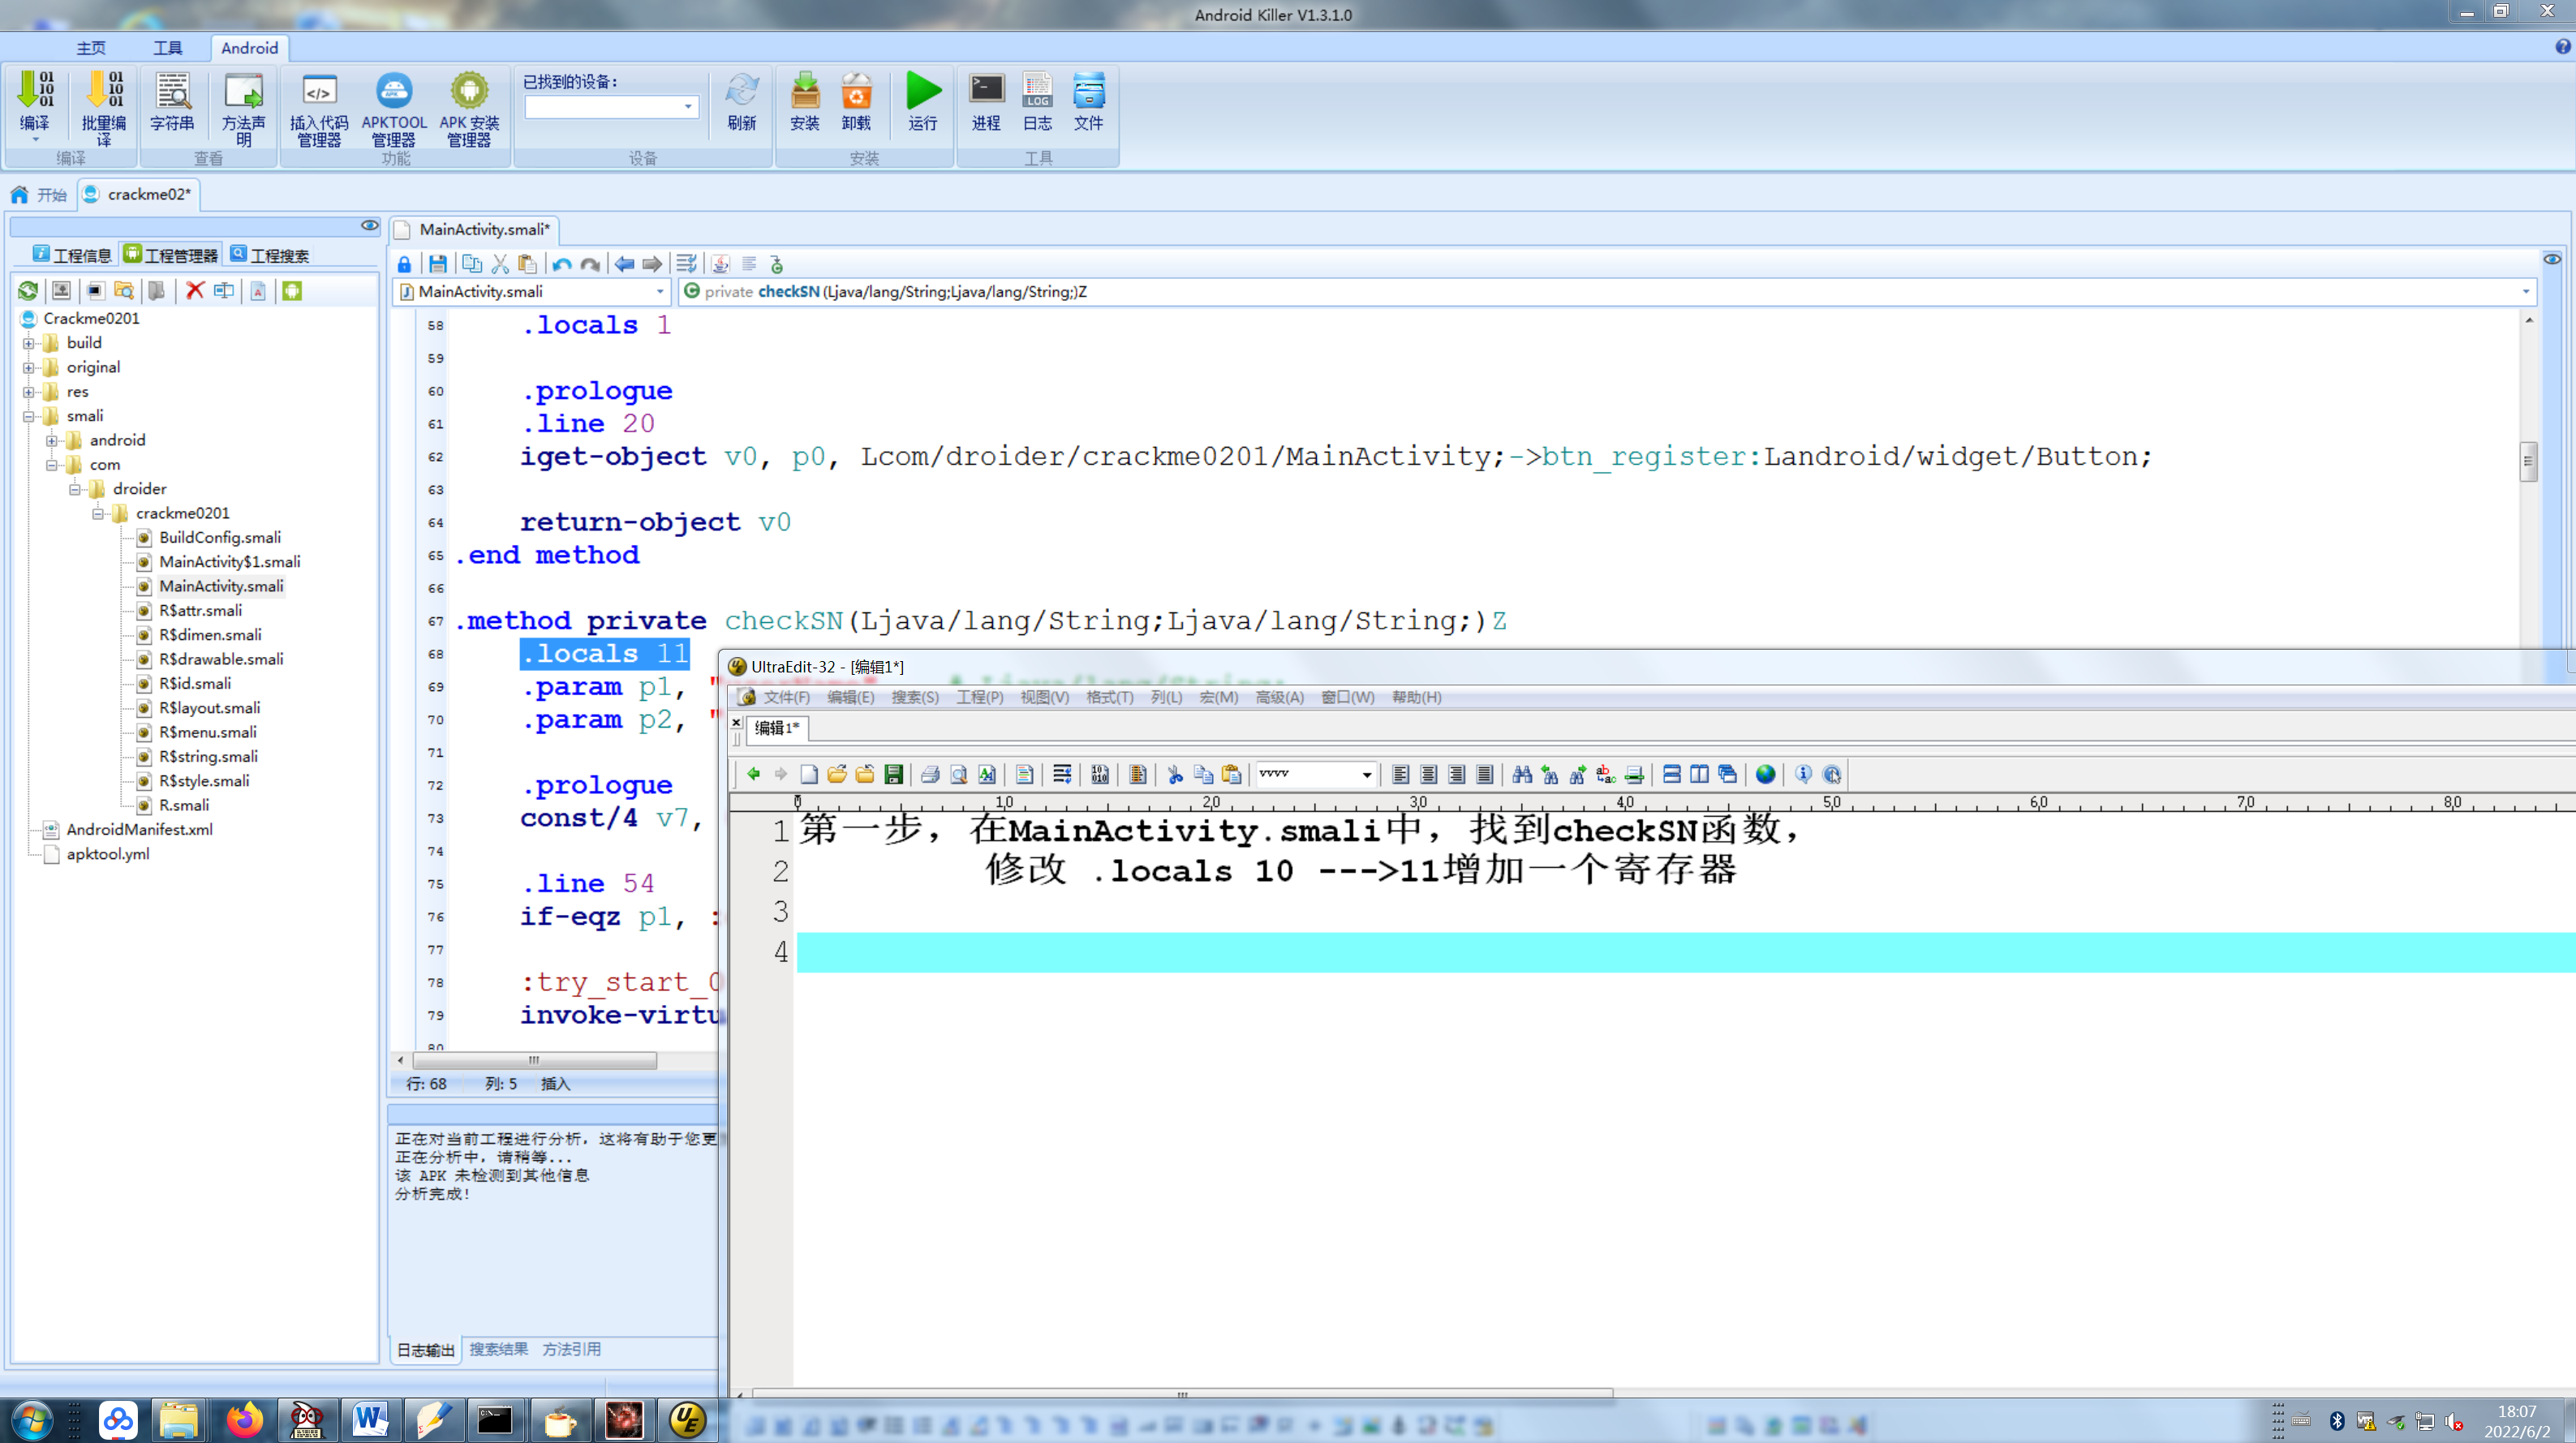 Android Killer V1.3.1.0
主页 工具 Android
已找到的设备：
编译 批量编译 字符串 方法声明 插入代码管理器 APKTOOL管理器 APK 安装管理器 刷新 安装 卸载 运行 进程 日志 文件
编译 查看 功能 设备 安装 工具
开始 crackme02*
MainActivity.smali*
工程信息 工程管理器 工程搜索
MainActivity.smali private checkSN(Ljava/lang/String;Ljava/lang/String;)Z
Crackme0201
build
original
res
smali
android
com
droider
crackme0201
BuildConfig.smali
MainActivity$1.smali
MainActivity.smali
R$attr.smali
R$dimen.smali
R$drawable.smali
R$id.smali
R$layout.smali
R$menu.smali
R$string.smali
R$style.smali
R.smali
AndroidManifest.xml
apktool.yml
58 .locals 1
59
60 .prologue
61 .line 20
62 iget-object v0, p0, Lcom/droider/crackme0201/MainActivity;->btn_register:Landroid/widget/Button;
63
64 return-object v0
65 .end method
66
67 .method private checkSN(Ljava/lang/String;Ljava/lang/String;)Z
68 .locals 11
69 .param p1, "
70 .param p2, "
71
72 .prologue
73 const/4 v7,
74
75 .line 54
76 if-eqz p1, :
77
78 :try_start_0
79 invoke-virtu
80
行: 68 列: 5 插入
正在对当前工程进行分析，这将有助于您更
正在分析中，请稍等...
该 APK 未检测到其他信息
分析完成！
日志输出 搜索结果 方法引用
UltraEdit-32 - [编辑1*]
文件(F) 编辑(E) 搜索(S) 工程(P) 视图(V) 格式(T) 列(L) 宏(M) 高级(A) 窗口(W) 帮助(H)
编辑1*
vvvv
0 10 20 30 40 50 60 70 80
1 第一步，在MainActivity.smali中，找到checkSN函数，
2 修改 .locals 10 --->11增加一个寄存器
3
4
18:07
2022/6/2